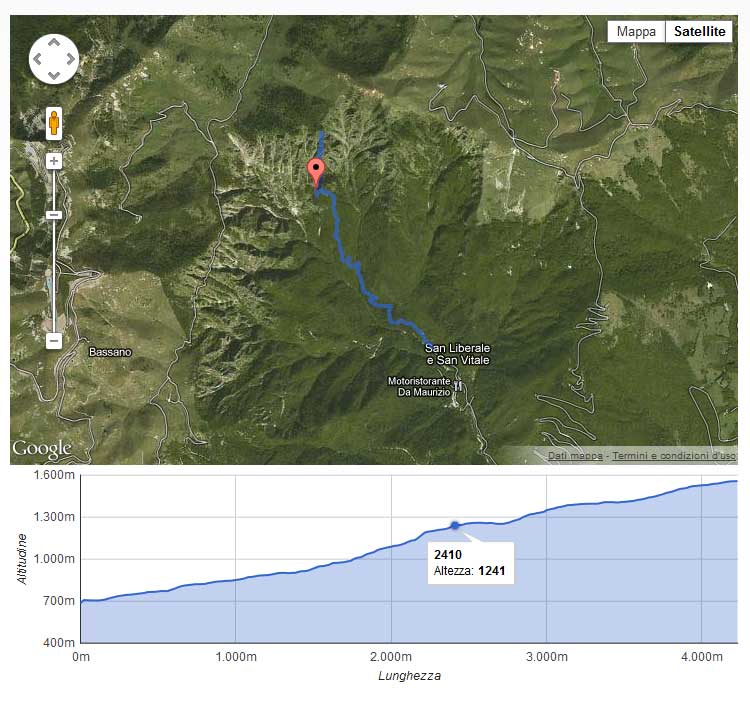 Mappa
Satellite
+
−
−
Bassano
San Liberale
e San Vitale
Motoristorante
Da Maurizio
Google
Dati mappa - Termini e condizioni d'uso
1.600m
1.300m
1.000m
700m
400m
Altitudine
2410
Altezza: 1241
0m
1.000m
2.000m
3.000m
4.000m
Lunghezza